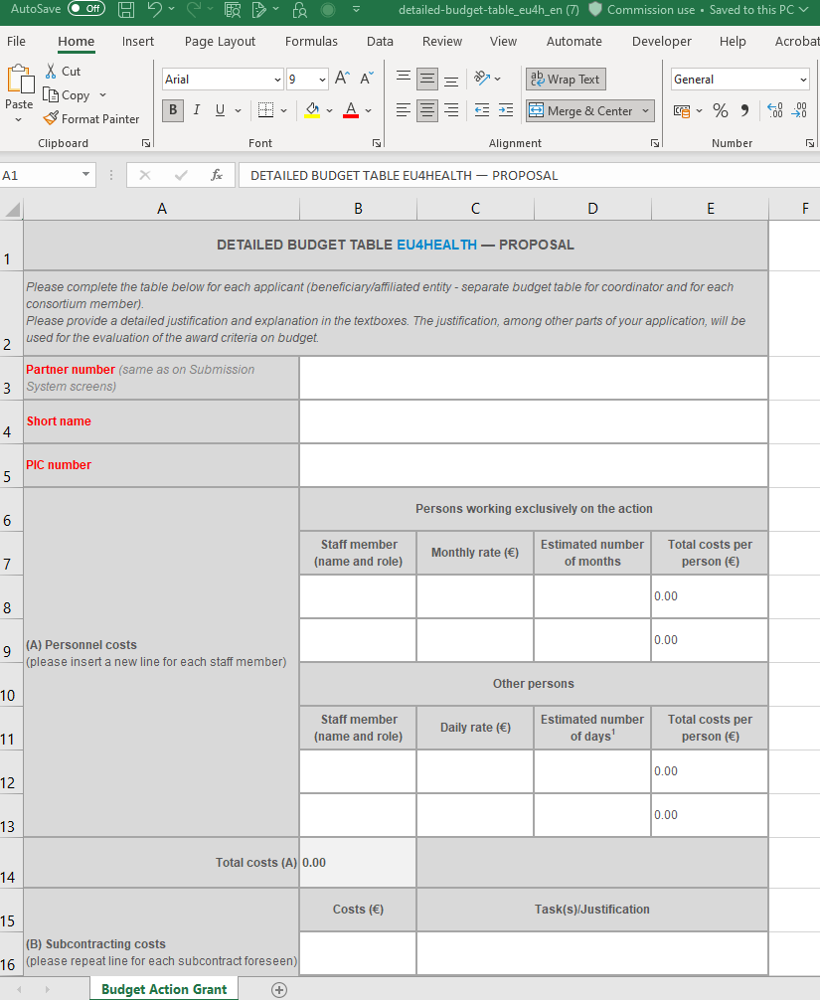 AutoSave Off detailed-budget-table_eu4h_en (7) Commission use • Saved to this PC
File Home Insert Page Layout Formulas Data Review View Automate Developer Help Acrobat
Cut
Copy
Format Painter
Paste
Clipboard
Arial 9
B I U
Font
Wrap Text
Merge & Center
Alignment
General
Number
A1 fx DETAILED BUDGET TABLE EU4HEALTH — PROPOSAL
A B C D E F
1 DETAILED BUDGET TABLE EU4HEALTH — PROPOSAL
Please complete the table below for each applicant (beneficiary/affiliated entity - separate budget table for coordinator and for each
consortium member).
Please provide a detailed justification and explanation in the textboxes. The justification, among other parts of your application, will be
2 used for the evaluation of the award criteria on budget.
Partner number (same as on Submission
3 System screens)
4 Short name
5 PIC number
6 Persons working exclusively on the action
Staff member Monthly rate (€) Estimated number Total costs per
7 (name and role) of months person (€)
8 0.00
9 0.00
(A) Personnel costs
(please insert a new line for each staff member)
10 Other persons
Staff member Daily rate (€) Estimated number Total costs per
11 (name and role) of days¹ person (€)
12 0.00
13 0.00
14 Total costs (A) 0.00
15 Costs (€) Task(s)/Justification
(B) Subcontracting costs
16 (please repeat line for each subcontract foreseen)
Budget Action Grant